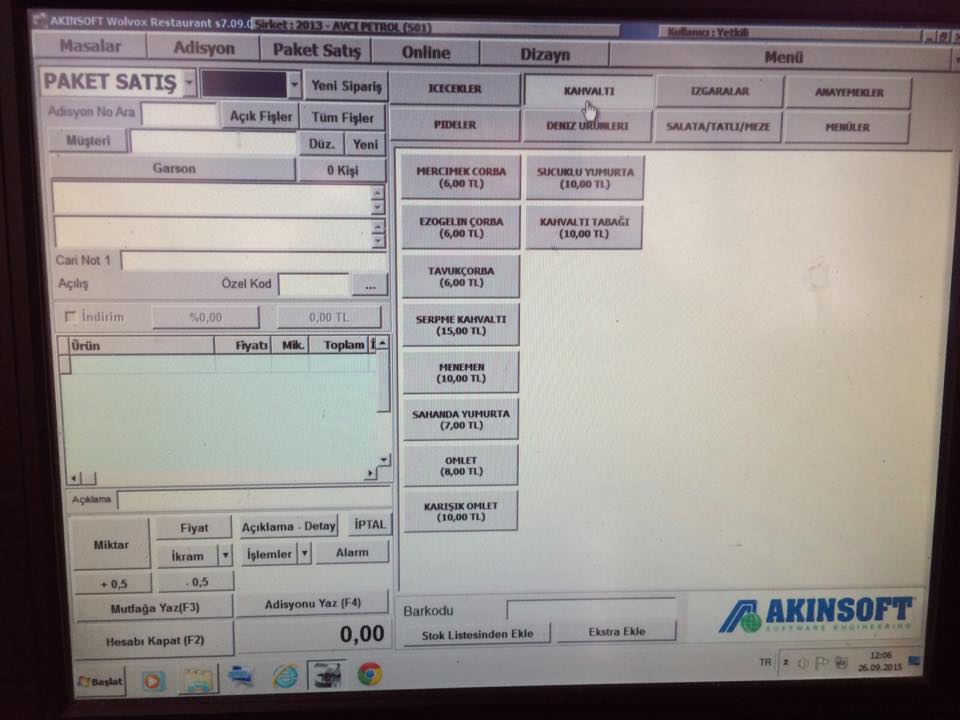 AKINSOFT Wolvox Restaurant s7.09.0
Şirket : 2013 - AVCI PETROL (S01)
Kullanıcı : Yetkili
Masalar
Adisyon
Paket Satış
Online
Dizayn
Menü
PAKET SATIŞ
Yeni Sipariş
Adisyon No Ara
Açık Fişler
Tüm Fişler
Müşteri
Düz.
Yeni
Garson
0 Kişi
Cari Not 1
Açılış
Özel Kod
...
İndirim
%0,00
0,00 TL
Ürün
Fiyatı
Mik.
Toplam
İ
Açıklama
Miktar
Fiyat
Açıklama - Detay
İPTAL
İkram
İşlemler
Alarm
+ 0,5
- 0,5
Mutfağa Yaz(F3)
Adisyonu Yaz (F4)
Hesabı Kapat (F2)
0,00
ICECEKLER
KAHVALTI
IZGARALAR
ANAYEMEKLER
PIDELER
DENIZ URUNLERI
SALATA/TATLI/MEZE
MENÜLER
MERCIMEK CORBA
(6,00 TL)
SUCUKLU YUMURTA
(10,00 TL)
EZOGELIN ÇORBA
(6,00 TL)
KAHVALTI TABAĞI
(10,00 TL)
TAVUKÇORBA
(6,00 TL)
SERPME KAHVALTI
(15,00 TL)
MENEMEN
(10,00 TL)
SAHANDA YUMURTA
(7,00 TL)
OMLET
(8,00 TL)
KARIŞIK OMLET
(10,00 TL)
Barkodu
Stok Listesinden Ekle
Ekstra Ekle
AKINSOFT
SOFTWARE ENGINEERING
Başlat
TR
12:06
26.09.2015